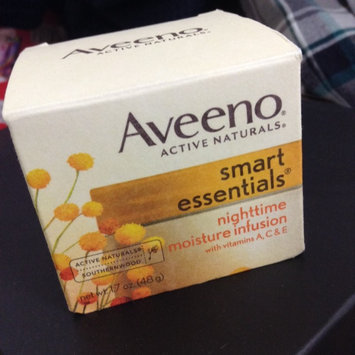 Aveeno
ACTIVE NATURALS®
Aveeno®
ACTIVE NATURALS®
smart
essentials®
nighttime
moisture infusion
with vitamins A, C & E
ACTIVE NATURALS®
SOUTHERNWOOD
net wt. 1.7 oz. (48 g)